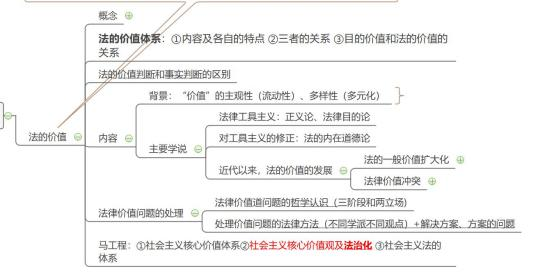 概念
法的价值体系：①内容及各自的特点 ②三者的关系 ③目的价值和法的价值的
关系
法的价值判断和事实判断的区别
背景：“价值”的主观性（流动性）、多样性（多元化）
法律工具主义：正义论、法律目的论
法的价值
内容
对工具主义的修正：法的内在道德论
主要学说
法的一般价值扩大化
近代以来，法的价值的发展
法律价值冲突
法律价值道问题的哲学认识（三阶段和两立场）
法律价值问题的处理
处理价值问题的法律方法（不同学派不同观点）+解决方案、方案的问题
马工程：①社会主义核心价值体系②社会主义核心价值观及法治化 ③社会主义法的
体系